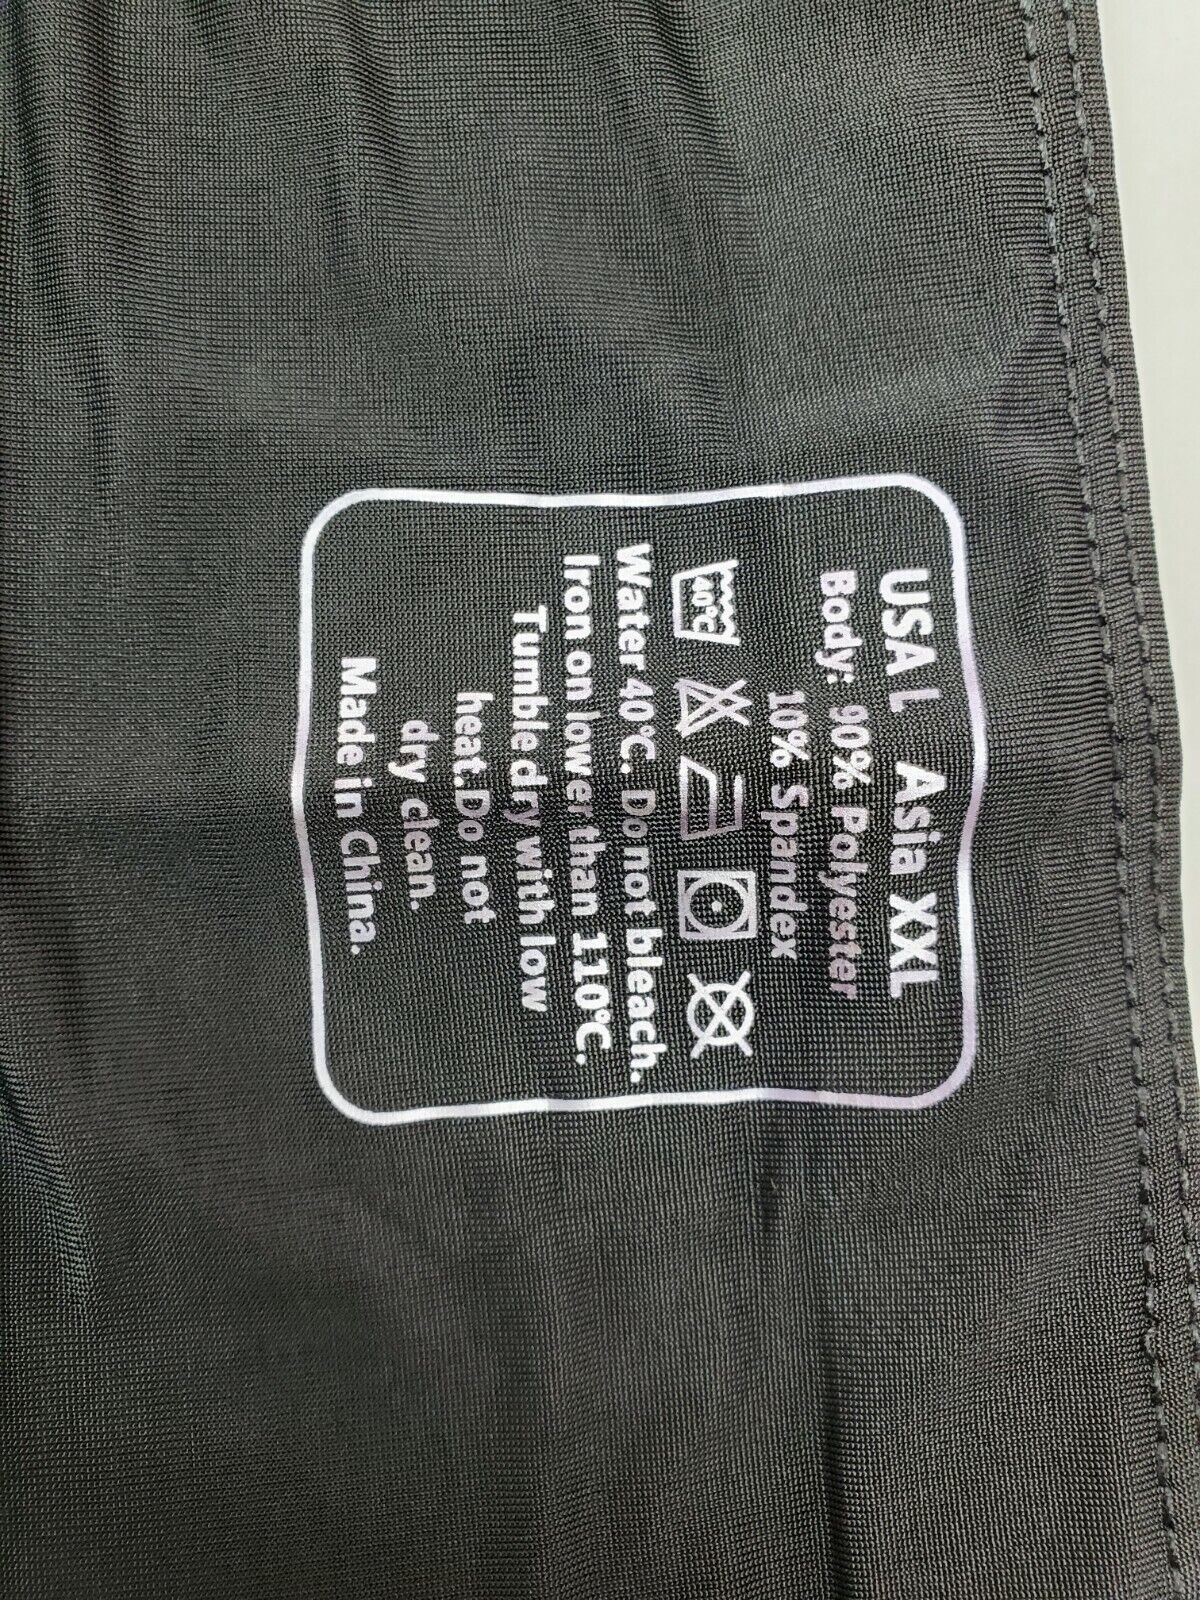 USA L Asia XXL
Body: 90% Polyester
10% Spandex
40°C
Water 40°C. Do not bleach.
Iron on lower than 110°C.
Tumble dry with low
heat. Do not
dry clean.
Made in China.